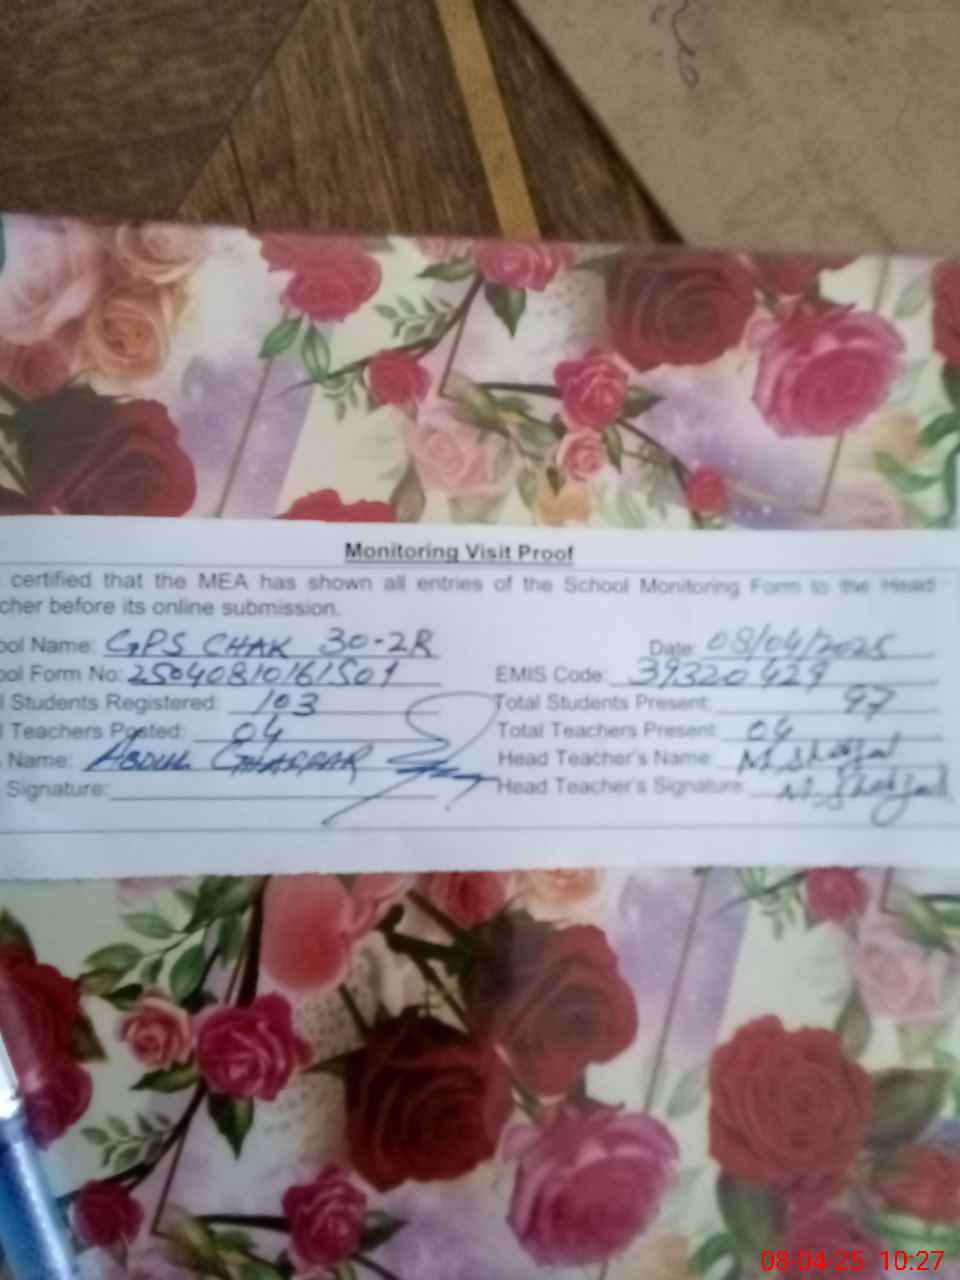 Monitoring Visit Proof
certified that the MEA has shown all entries of the School Monitoring Form to the Head
cher before its online submission.
ool Name: GPS CHAK 30-2R Date: 08/04/2025
ool Form No: 25040810161501 EMIS Code: 39320429
l Students Registered: 103 Total Students Present: 97
l Teachers Posted: 04 Total Teachers Present: 04
Name: ABDUL GHAFFAR Head Teacher's Name: M. Shahzad
Signature: Head Teacher's Signature: M. Shahzad
08-04-25 10:27